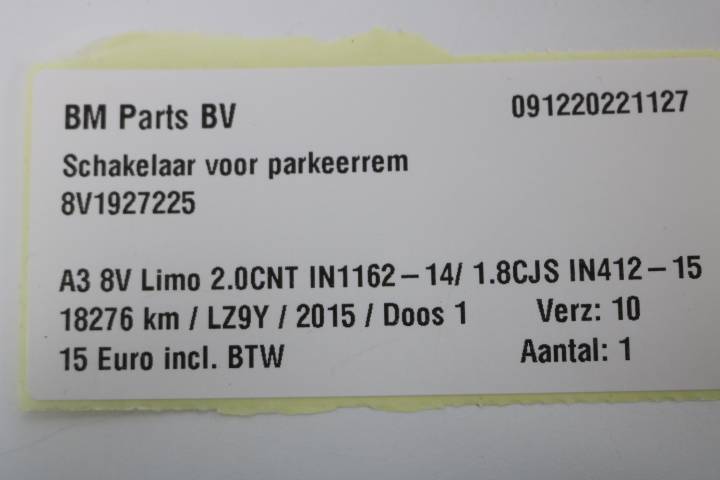 BM Parts BV 091220221127
Schakelaar voor parkeerrem
8V1927225
A3 8V Limo 2.0CNT IN1162-14/ 1.8CJS IN412-15
18276 km / LZ9Y / 2015 / Doos 1 Verz: 10
15 Euro incl. BTW Aantal: 1